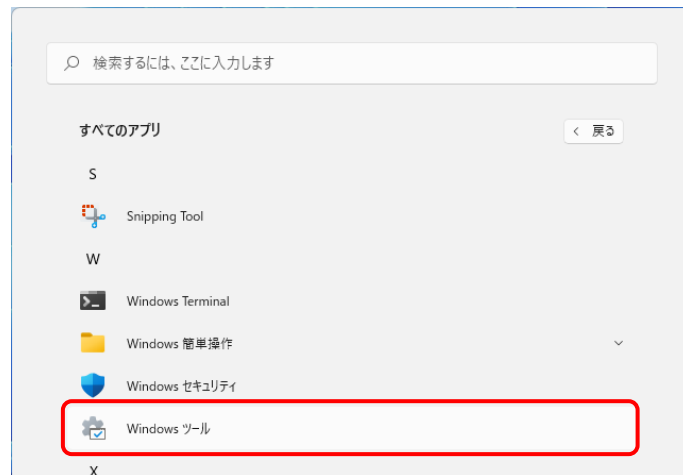 検索するには、ここに入力します
すべてのアプリ
< 戻る
S
Snipping Tool
W
Windows Terminal
Windows 簡単操作
Windows セキュリティ
Windows ツール
X